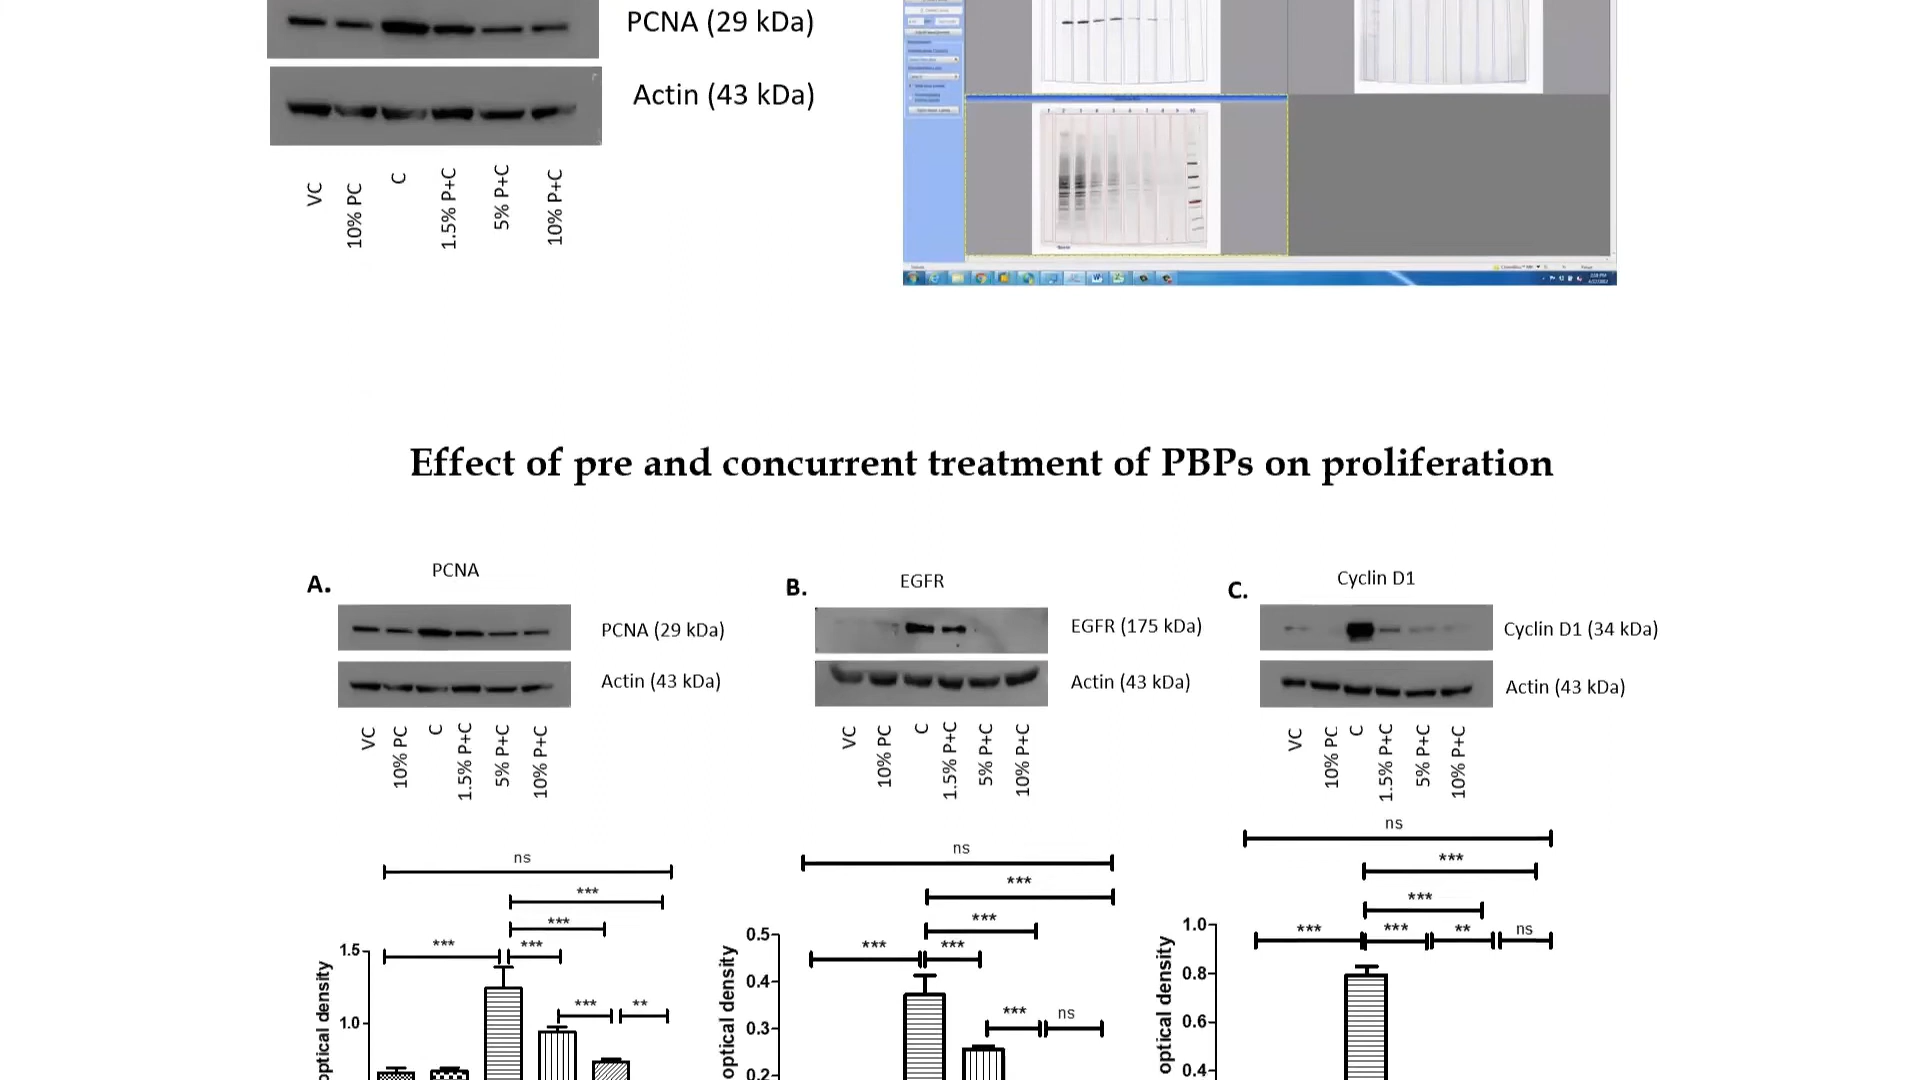 PCNA (29 kDa)
Actin (43 kDa)
VC
10% PC
C
1.5% P+C
5% P+C
10% P+C
Effect of pre and concurrent treatment of PBPs on proliferation
A.
PCNA
PCNA (29 kDa)
Actin (43 kDa)
VC
10% PC
C
1.5% P+C
5% P+C
10% P+C
ns
***
***
*** ***
*** **
1.5
1.0
optical density
B.
EGFR
EGFR (175 kDa)
Actin (43 kDa)
VC
10% PC
C
1.5% P+C
5% P+C
10% P+C
ns
***
***
*** ***
*** ns
0.5
0.4
0.3
0.2
optical density
C.
Cyclin D1
Cyclin D1 (34 kDa)
Actin (43 kDa)
VC
10% PC
C
1.5% P+C
5% P+C
10% P+C
ns
***
***
*** *** ** ns
1.0
0.8
0.6
0.4
optical density